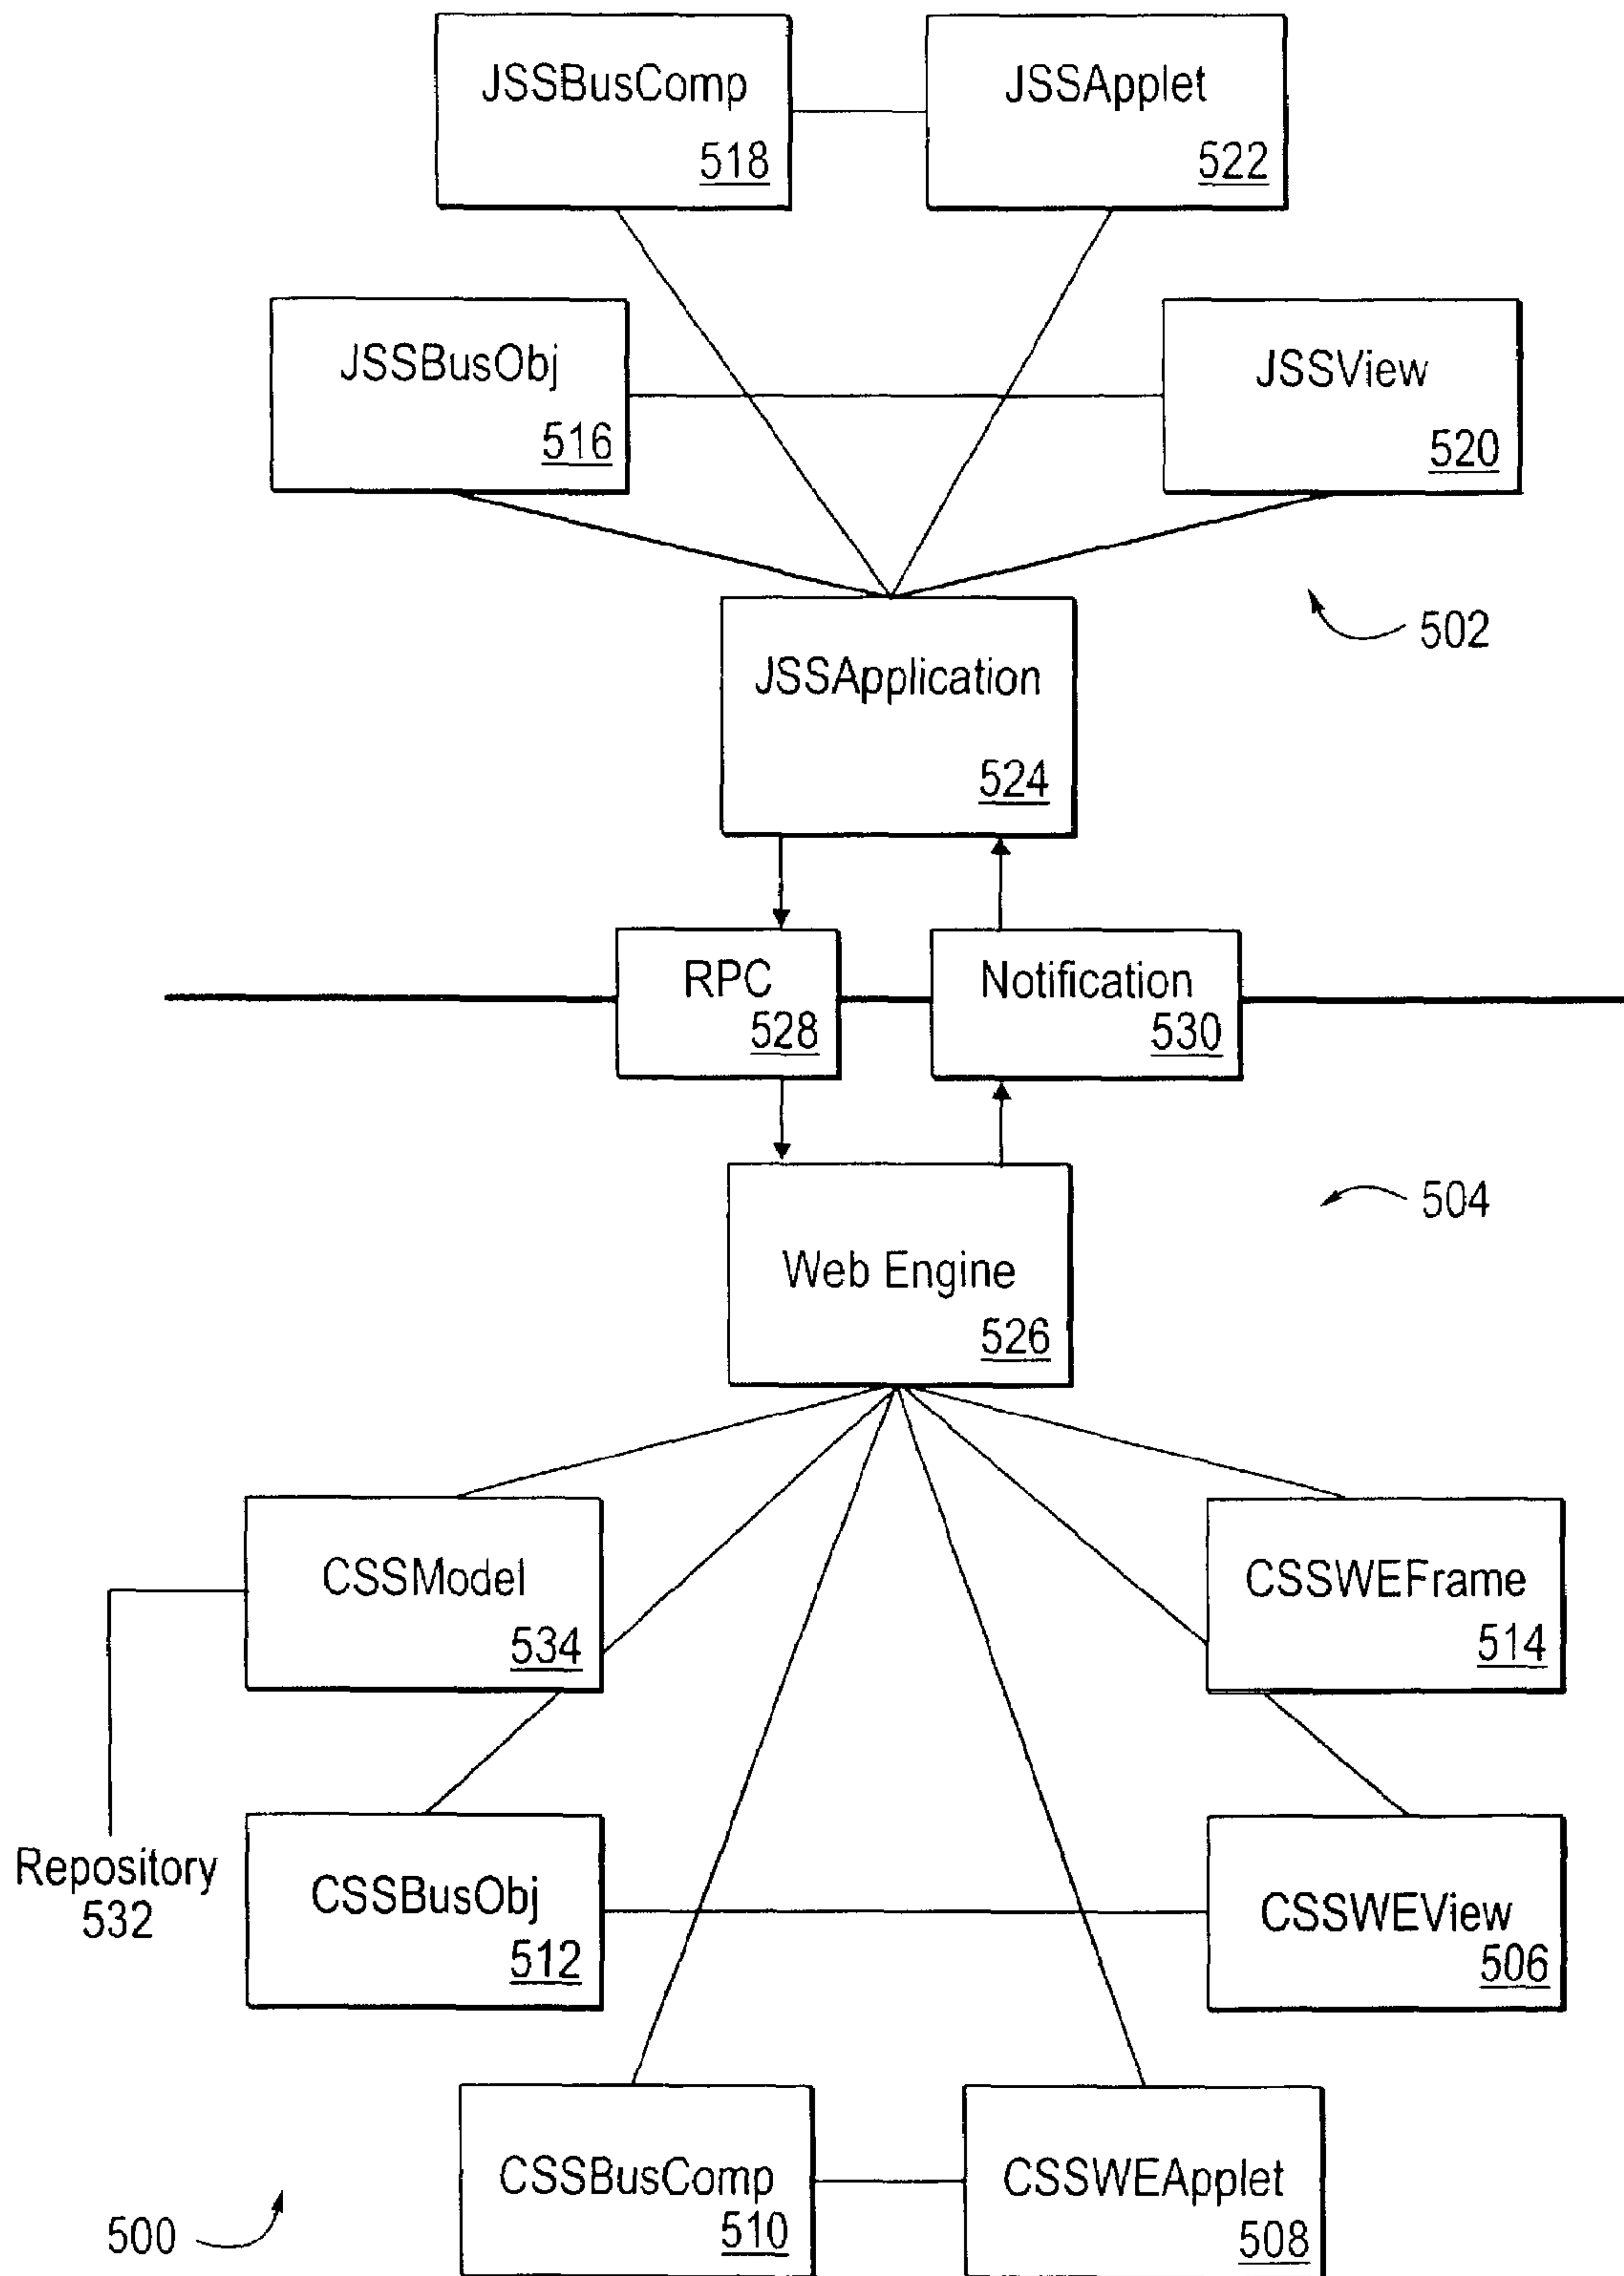 JSSBusComp
518
JSSApplet
522
JSSBusObj
516
JSSView
520
502
JSSApplication
524
RPC
528
Notification
530
504
Web Engine
526
CSSModel
534
CSSWEFrame
514
Repository
532
CSSBusObj
512
CSSWEView
506
CSSBusComp
510
CSSWEApplet
508
500